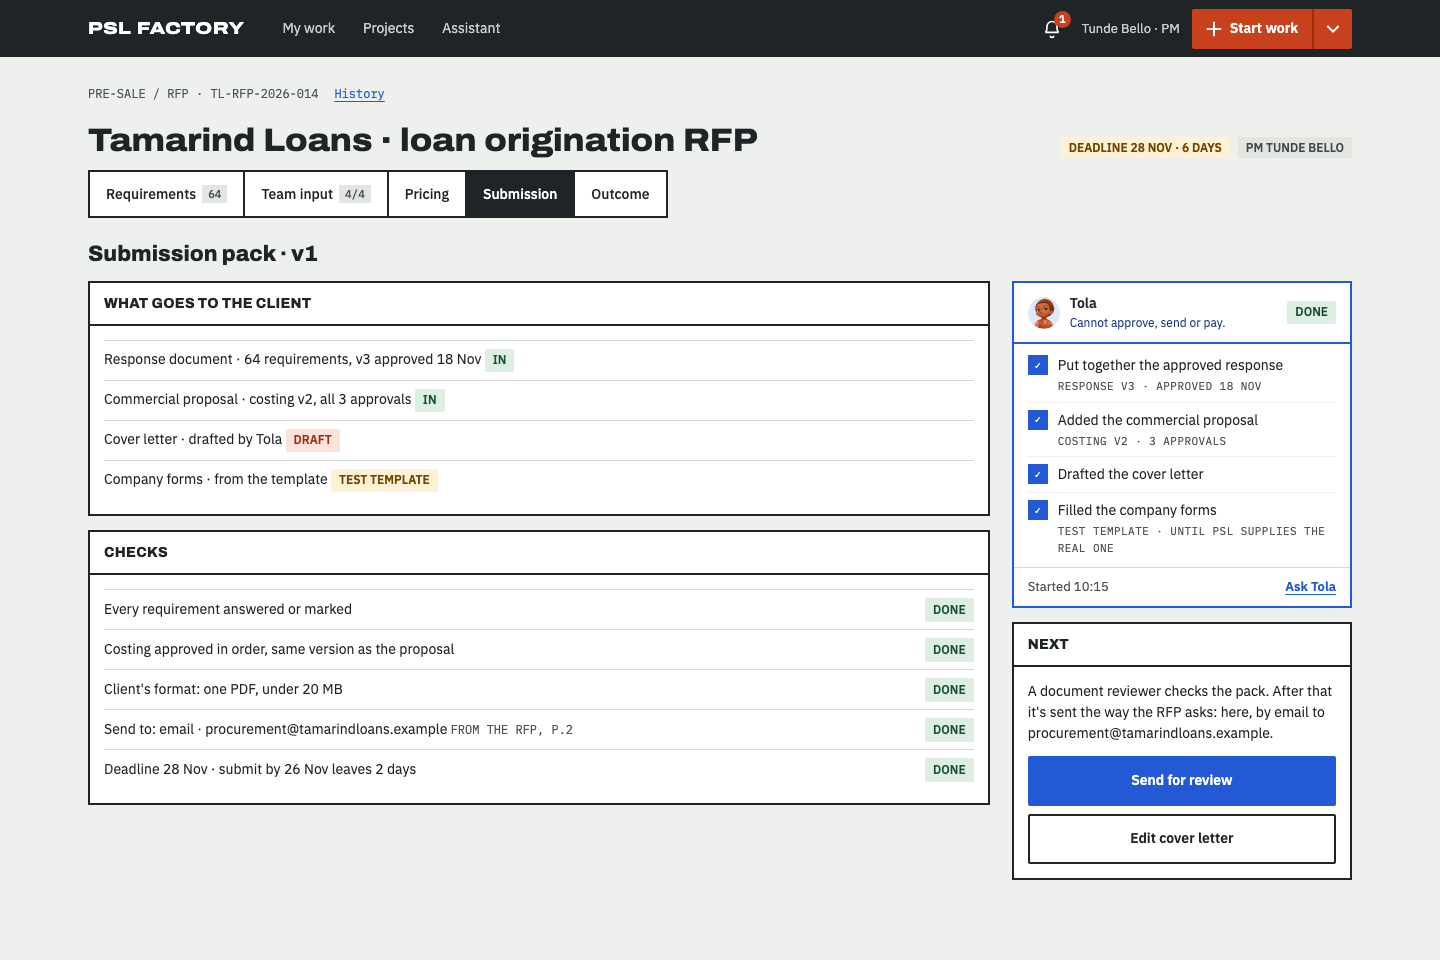 PSL FACTORY
My work
Projects
Assistant
1
Tunde Bello · PM
Start work
PRE-SALE / RFP · TL-RFP-2026-014 History
Tamarind Loans · loan origination RFP
DEADLINE 28 NOV · 6 DAYS
PM TUNDE BELLO
Requirements 64
Team input 4/4
Pricing
Submission
Outcome
Submission pack · v1
WHAT GOES TO THE CLIENT
Response document · 64 requirements, v3 approved 18 Nov IN
Commercial proposal · costing v2, all 3 approvals IN
Cover letter · drafted by Tola DRAFT
Company forms · from the template TEST TEMPLATE
CHECKS
Every requirement answered or marked DONE
Costing approved in order, same version as the proposal DONE
Client's format: one PDF, under 20 MB DONE
Send to: email · procurement@tamarindloans.example FROM THE RFP, P.2 DONE
Deadline 28 Nov · submit by 26 Nov leaves 2 days DONE
Tola
Cannot approve, send or pay.
DONE
Put together the approved response
RESPONSE V3 · APPROVED 18 NOV
Added the commercial proposal
COSTING V2 · 3 APPROVALS
Drafted the cover letter
Filled the company forms
TEST TEMPLATE · UNTIL PSL SUPPLIES THE
REAL ONE
Started 10:15
Ask Tola
NEXT
A document reviewer checks the pack. After that
it's sent the way the RFP asks: here, by email to
procurement@tamarindloans.example.
Send for review
Edit cover letter